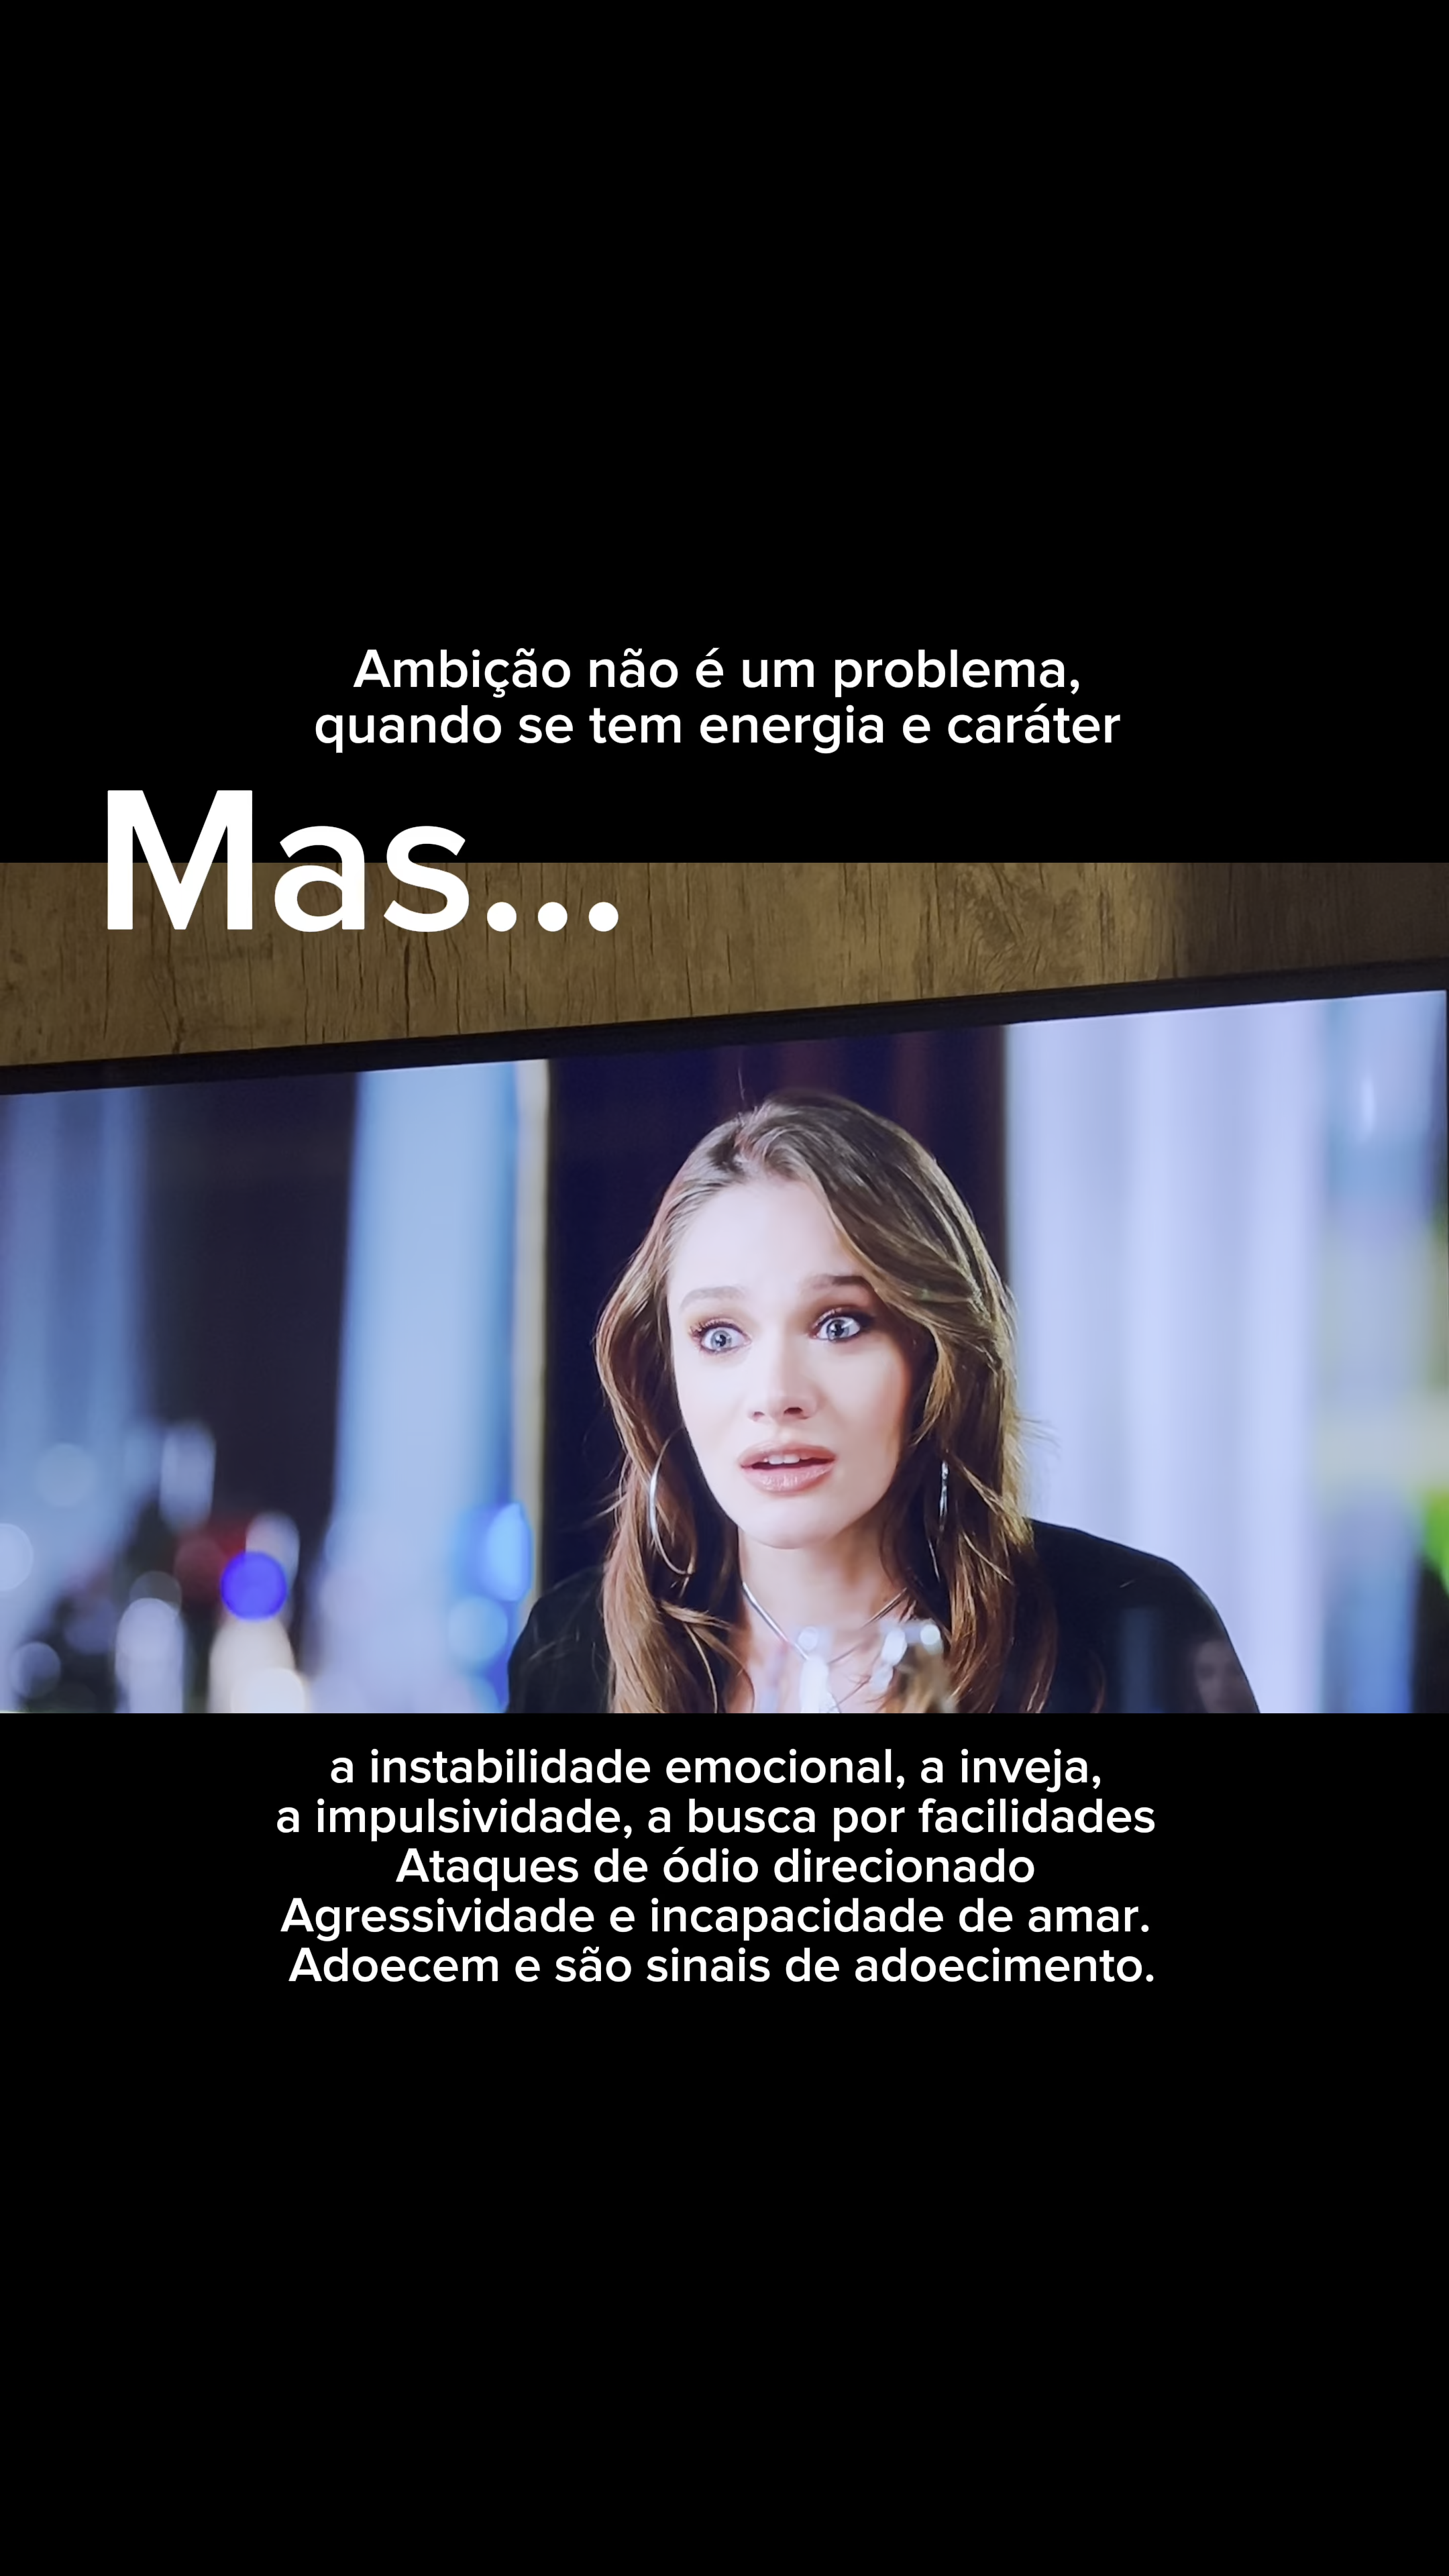 Ambição não é um problema,
quando se tem energia e caráter
Mas...
a instabilidade emocional, a inveja,
a impulsividade, a busca por facilidades
Ataques de ódio direcionado
Agressividade e incapacidade de amar.
Adoecem e são sinais de adoecimento.